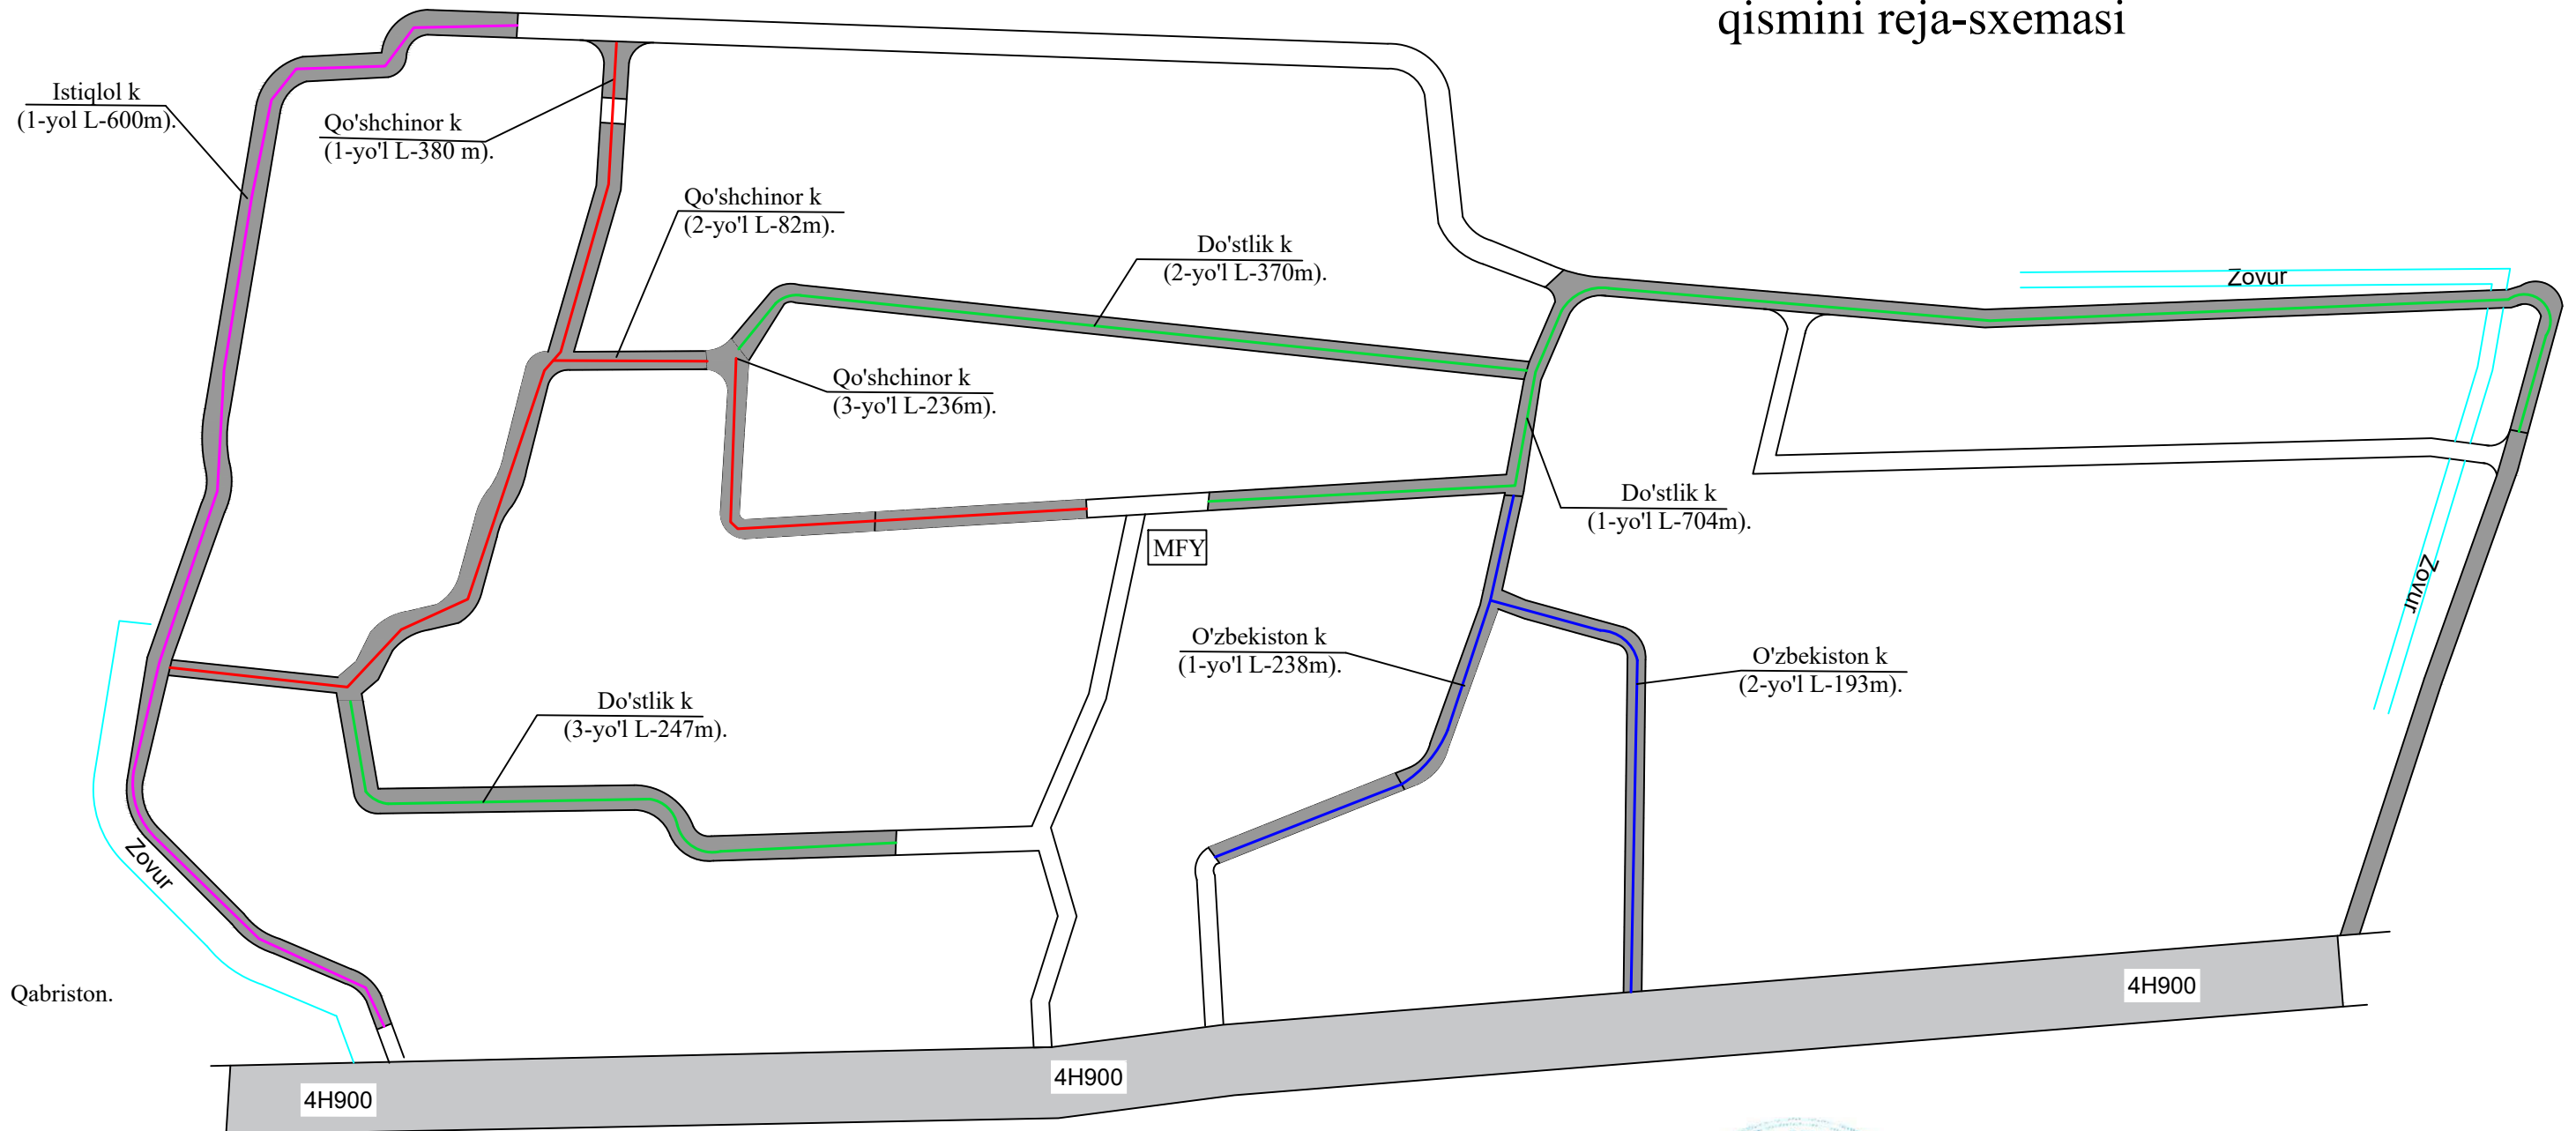 qismini reja-sxemasi
Istiqlol k
(1-yol L-600m).
Qo'shchinor k
(1-yo'l L-380 m).
Qo'shchinor k
(2-yo'l L-82m).
Do'stlik k
(2-yo'l L-370m).
Zovur
Qo'shchinor k
(3-yo'l L-236m).
Do'stlik k
(1-yo'l L-704m).
MFY
Zovur
O'zbekiston k
(1-yo'l L-238m).
O'zbekiston k
(2-yo'l L-193m).
Do'stlik k
(3-yo'l L-247m).
Zovur
Qabriston.
4H900
4H900
4H900